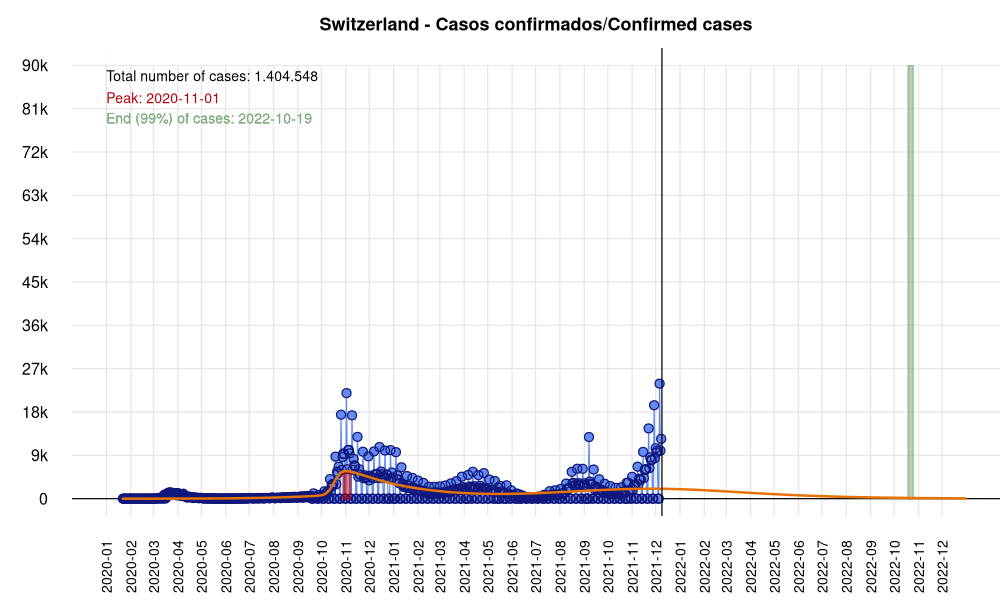 Switzerland - Casos confirmados/Confirmed cases
Total number of cases: 1.404.548
Peak: 2020-11-01
End (99%) of cases: 2022-10-19
90k
81k
72k
63k
54k
45k
36k
27k
18k
9k
0
2020-01
2020-02
2020-03
2020-04
2020-05
2020-06
2020-07
2020-08
2020-09
2020-10
2020-11
2020-12
2021-01
2021-02
2021-03
2021-04
2021-05
2021-06
2021-07
2021-08
2021-09
2021-10
2021-11
2021-12
2022-01
2022-02
2022-03
2022-04
2022-05
2022-06
2022-07
2022-08
2022-09
2022-10
2022-11
2022-12